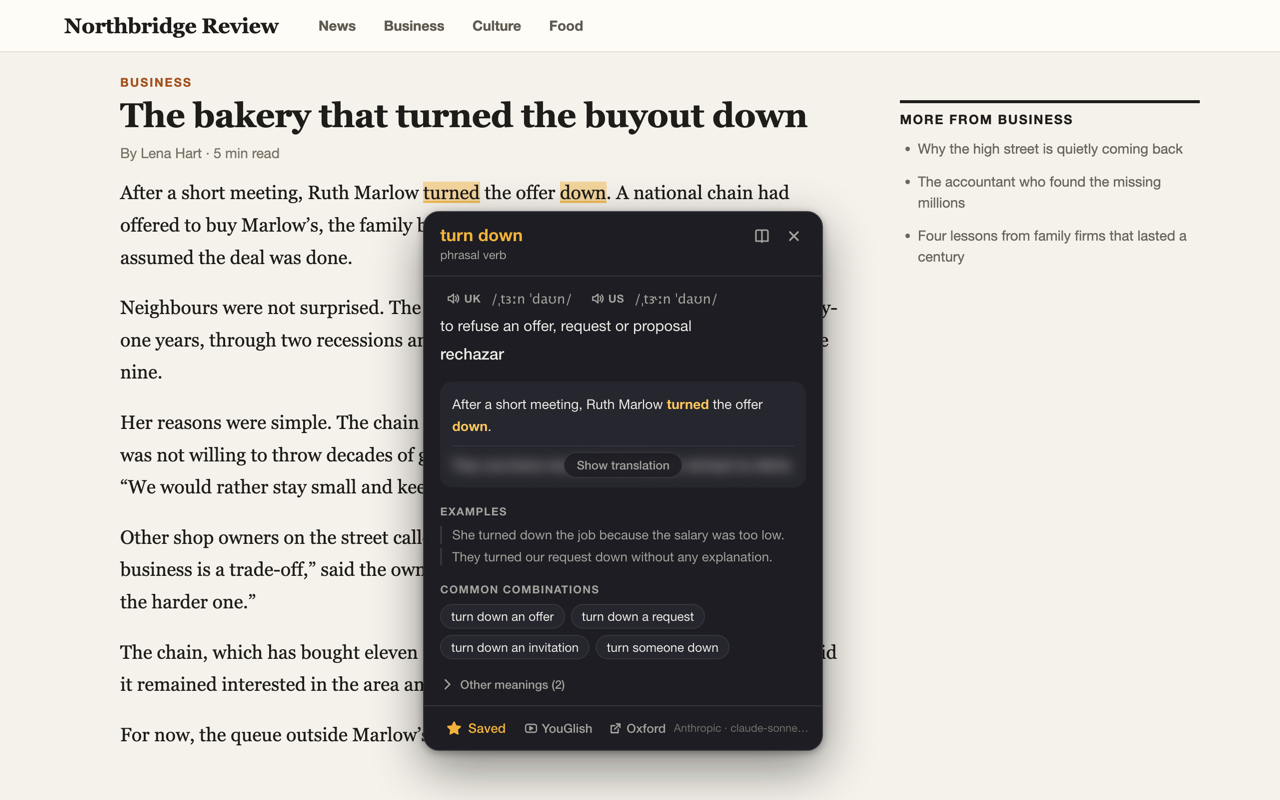 Northbridge Review
News
Business
Culture
Food
BUSINESS
The bakery that turned the buyout down
By Lena Hart · 5 min read
After a short meeting, Ruth Marlow turned the offer down. A national chain had
offered to buy Marlow’s, the family
assumed the deal was done.
Neighbours were not surprised. The
one years, through two recessions
nine.
Her reasons were simple. The chain
was not willing to throw decades of
“We would rather stay small and
Other shop owners on the street
business is a trade-off,” said the
the harder one.”
The chain, which has bought eleven
it remained interested in the area
For now, the queue outside Marlow’s
turn down
phrasal verb
UK /ˌtɜːn ˈdaʊn/ US /ˌtɝːn ˈdaʊn/
to refuse an offer, request or proposal
rechazar
After a short meeting, Ruth Marlow turned the offer
down.
Show translation
EXAMPLES
She turned down the job because the salary was too low.
They turned our request down without any explanation.
COMMON COMBINATIONS
turn down an offer
turn down a request
turn down an invitation
turn someone down
Other meanings (2)
Saved
YouGlish
Oxford
Anthropic · claude-sonne…
MORE FROM BUSINESS
• Why the high street is quietly coming back
• The accountant who found the missing
millions
• Four lessons from family firms that lasted a
century